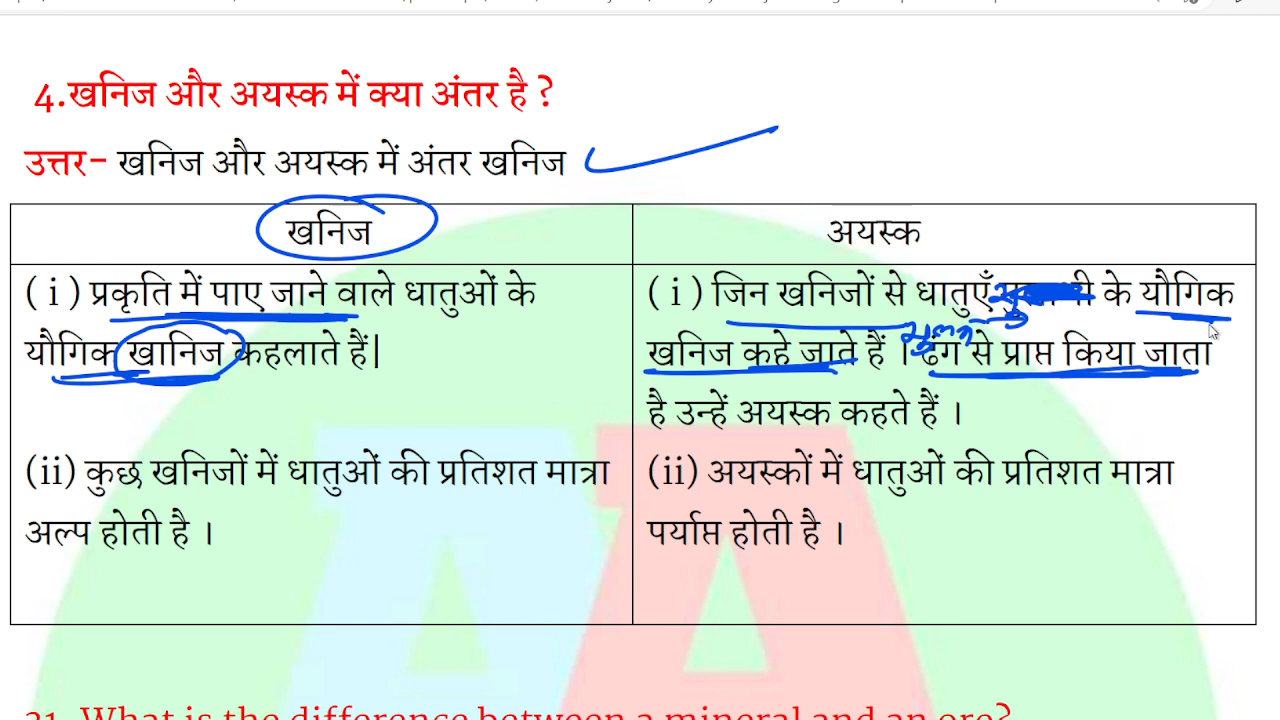 4.खनिज और अयस्क में क्या अंतर है ?
उत्तर- खनिज और अयस्क में अंतर खनिज
खनिज
अयस्क
( i ) प्रकृति में पाए जाने वाले धातुओं के
यौगिक खानिज कहलाते हैं|
(ii) कुछ खनिजों में धातुओं की प्रतिशत मात्रा
अल्प होती है ।
( i ) जिन खनिजों से धातुएँ के यौगिक
खनिज कहे जाते हैं । ढंग से प्राप्त किया जाता
है उन्हें अयस्क कहते हैं ।
(ii) अयस्कों में धातुओं की प्रतिशत मात्रा
पर्याप्त होती है ।
21. What is the difference between a mineral and an ore?